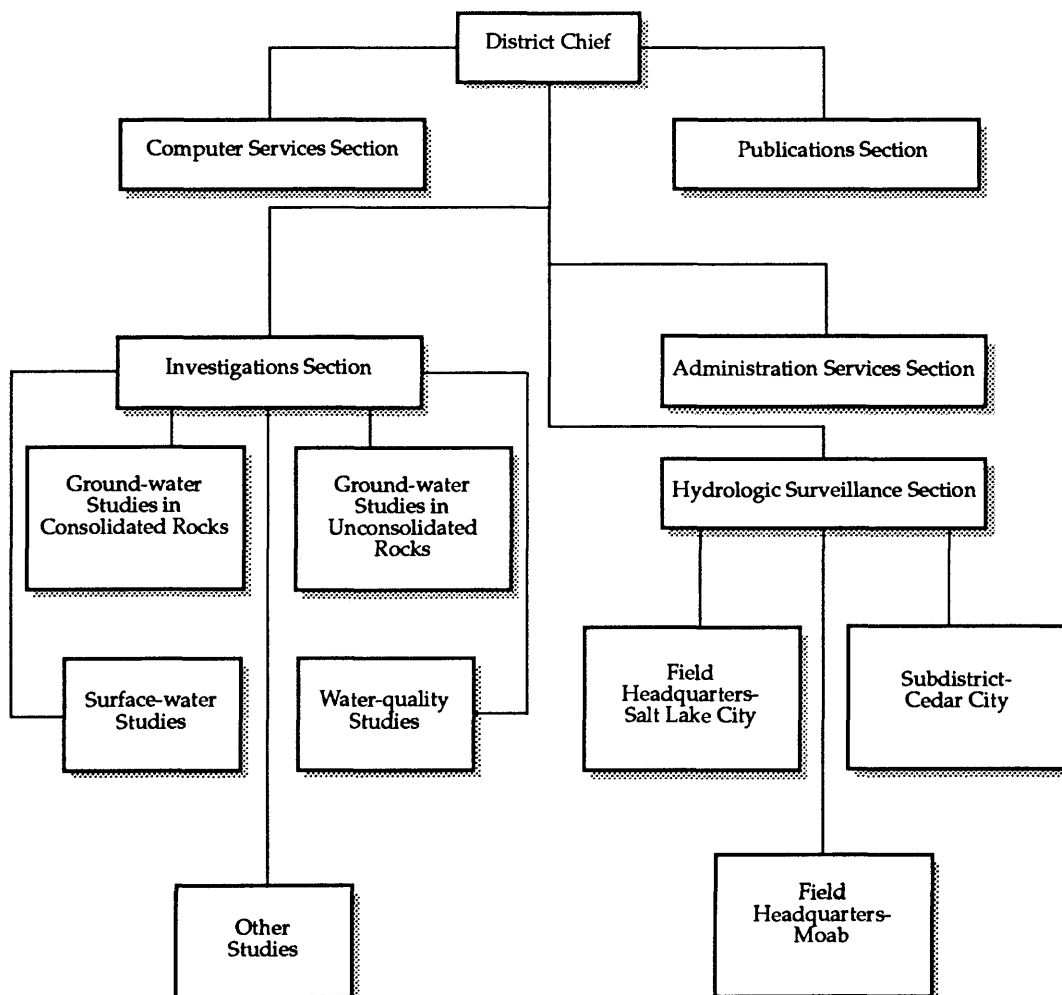 District Chief
Computer Services Section
Publications Section
Investigations Section
Administration Services Section
Ground-water
Studies in
Consolidated Rocks
Ground-water
Studies in
Unconsolidated
Rocks
Hydrologic Surveillance Section
Surface-water
Studies
Water-quality
Studies
Field
Headquarters-
Salt Lake City
Subdistrict-
Cedar City
Other
Studies
Field
Headquarters-
Moab